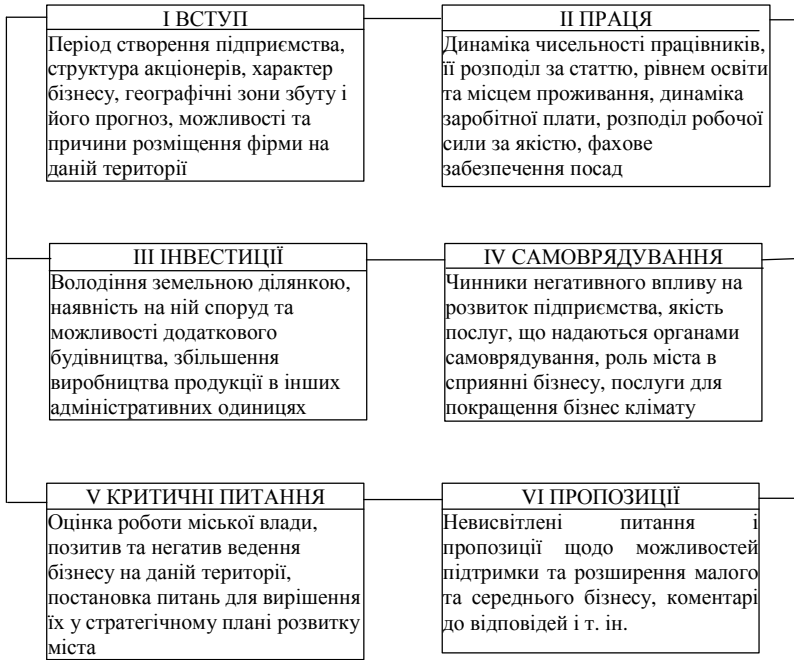 І ВСТУП
Період створення підприємства,
структура акціонерів, характер
бізнесу, географічні зони збуту і
його прогноз, можливості та
причини розміщення фірми на
даній території
ІІ ПРАЦЯ
Динаміка чисельності працівників,
її розподіл за статтю, рівнем освіти
та місцем проживання, динаміка
заробітної плати, розподіл робочої
сили за якістю, фахове
забезпечення посад
ІІІ ІНВЕСТИЦІЇ
Володіння земельною ділянкою,
наявність на ній споруд та
можливості додаткового
будівництва, збільшення
виробництва продукції в інших
адміністративних одиницях
IV САМОВРЯДУВАННЯ
Чинники негативного впливу на
розвиток підприємства, якість
послуг, що надаються органами
самоврядування, роль міста в
сприянні бізнесу, послуги для
покращення бізнес клімату
V КРИТИЧНІ ПИТАННЯ
Оцінка роботи міської влади,
позитив та негатив ведення
бізнесу на даній території,
постановка питань для вирішення
їх у стратегічному плані розвитку
міста
VI ПРОПОЗИЦІЇ
Невисвітлені питання і
пропозиції щодо можливостей
підтримки та розширення малого
та середнього бізнесу, коментарі
до відповідей і т. ін.